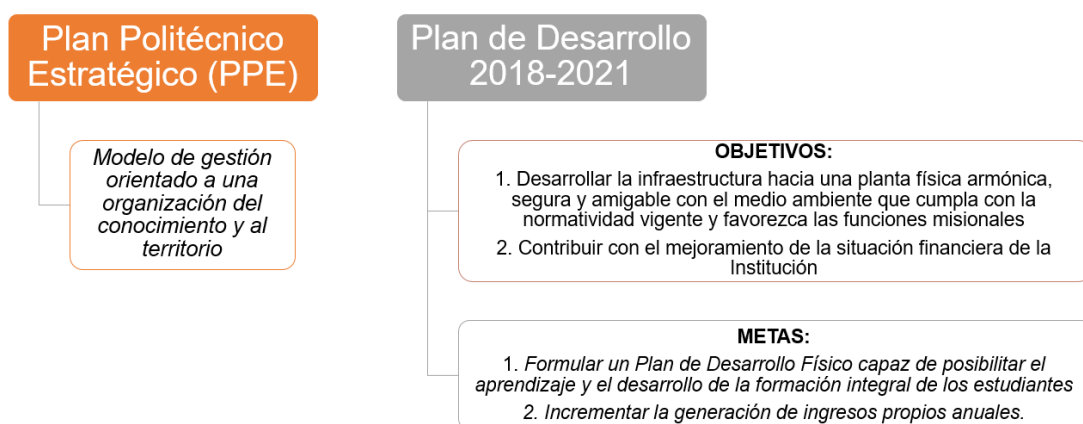 Plan Politécnico
Estratégico (PPE)
Modelo de gestión
orientado a una
organización del
conocimiento y al
territorio
Plan de Desarrollo
2018-2021
OBJETIVOS:
1. Desarrollar la infraestructura hacia una planta física armónica,
segura y amigable con el medio ambiente que cumpla con la
normatividad vigente y favorezca las funciones misionales
2. Contribuir con el mejoramiento de la situación financiera de la
Institución
METAS:
1. Formular un Plan de Desarrollo Físico capaz de posibilitar el
aprendizaje y el desarrollo de la formación integral de los estudiantes
2. Incrementar la generación de ingresos propios anuales.